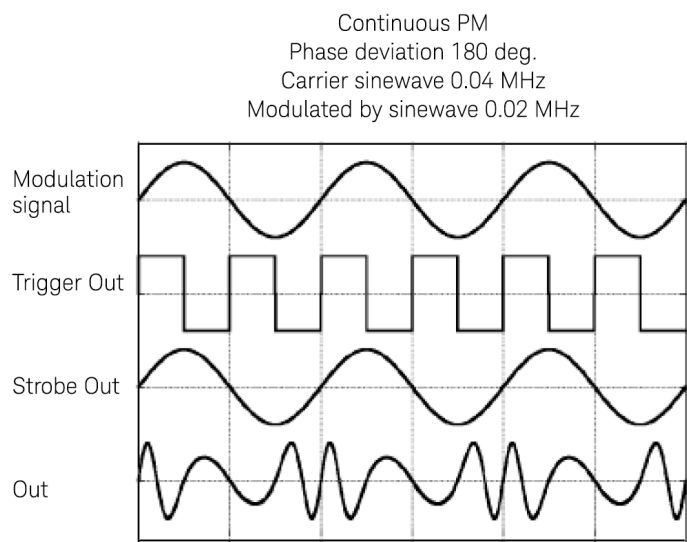 Continuous PM
Phase deviation 180 deg.
Carrier sinewave 0.04 MHz
Modulated by sinewave 0.02 MHz
Modulation
signal
Trigger Out
Strobe Out
Out